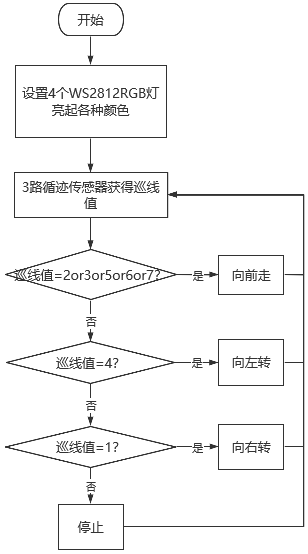 开始
设置4个WS2812RGB灯
亮起各种颜色
3路循迹传感器获得巡线
值
巡线值=2or3or5or6or7?
是
向前走
否
巡线值=4?
是
向左转
否
巡线值=1?
是
向右转
否
停止